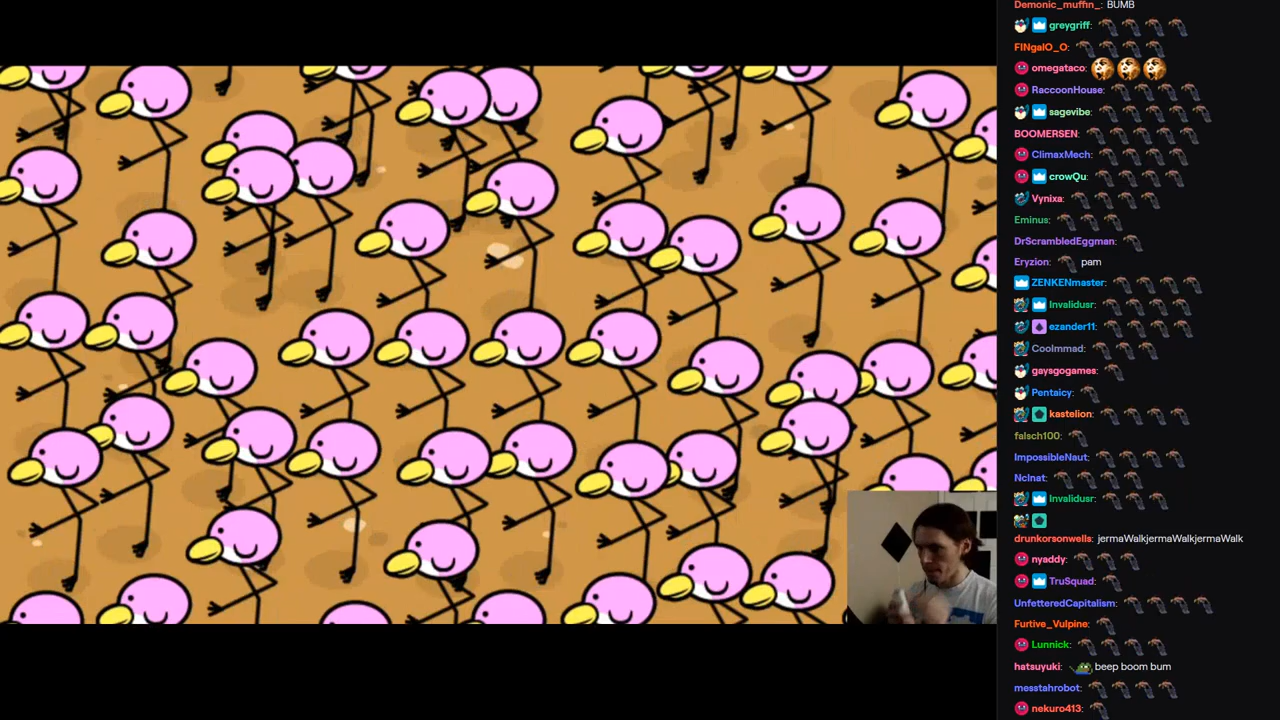 Demonic_muffin_: BUMB
greygriff:
FINgalO_O:
omegataco:
RaccoonHouse:
sagevibe:
BOOMERSEN:
ClimaxMech:
crowQu:
Vynixa:
Eminus:
DrScrambledEggman:
Eryzion: pam
ZENKENmaster:
Invalidusr:
ezander11:
Coolmmad:
gaysgogames:
Pentaicy:
kastelion:
falsch100:
ImpossibleNaut:
Invalidusr:
drunkorsonwells: jermaWalkjermaWalkjermaWalk
nyaddy:
TruSquad:
UnfetteredCapitalism:
Furtive_Vulpine:
Lunnick:
hatsuyuki: beep boom bum
messtahrobot:
nekuro413: